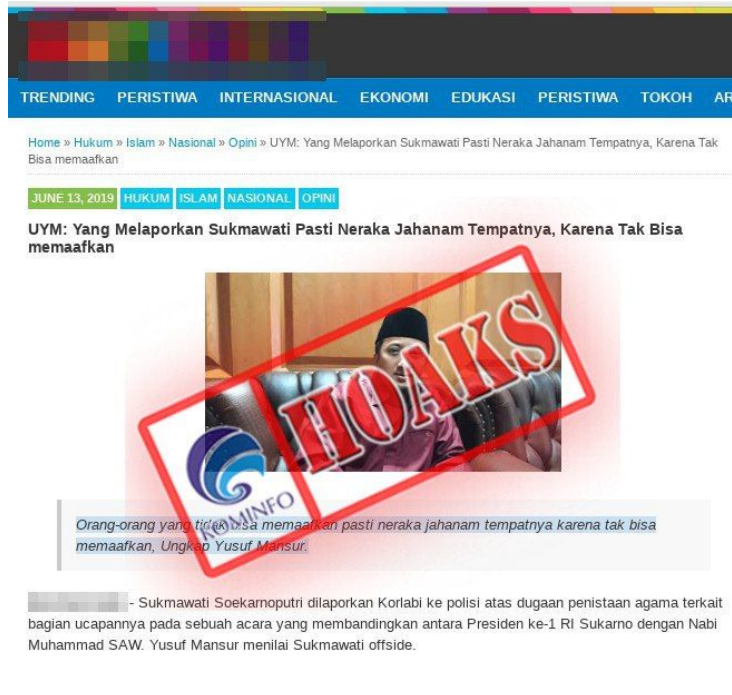 TRENDING PERISTIWA INTERNASIONAL EKONOMI EDUKASI PERISTIWA TOKOH AR
Home » Hukum » Islam » Nasional » Opini » UYM: Yang Melaporkan Sukmawati Pasti Neraka Jahanam Tempatnya, Karena Tak
Bisa memaafkan
JUNE 13, 2019 HUKUM ISLAM NASIONAL OPINI
UYM: Yang Melaporkan Sukmawati Pasti Neraka Jahanam Tempatnya, Karena Tak Bisa
memaafkan
HOAKS
KOMINFO
Orang-orang yang tidak bisa memaafkan pasti neraka jahanam tempatnya karena tak bisa
memaafkan, Ungkap Yusuf Mansur.
- Sukmawati Soekarnoputri dilaporkan Korlabi ke polisi atas dugaan penistaan agama terkait
bagian ucapannya pada sebuah acara yang membandingkan antara Presiden ke-1 RI Sukarno dengan Nabi
Muhammad SAW. Yusuf Mansur menilai Sukmawati offside.